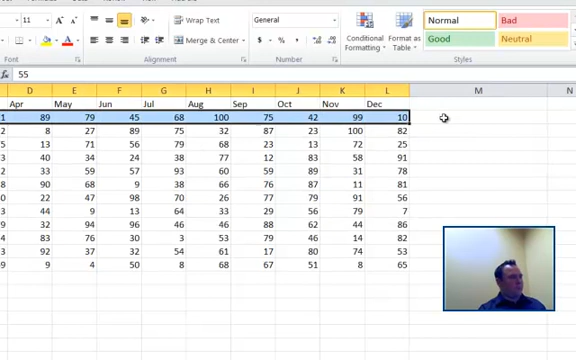 11
Wrap Text
General
Normal
Bad
Merge & Center
$ % ,
Conditional Formatting
Format as Table
Good
Neutral
55
D E F G H I J K L M N
Apr May Jun Jul Aug Sep Oct Nov Dec
1 89 79 45 68 100 75 42 99 10
2 8 27 89 75 32 87 23 100 82
5 13 71 56 79 68 23 13 72 25
3 40 34 24 38 77 12 83 58 91
2 33 59 57 93 60 59 89 31 78
8 90 68 9 38 66 76 87 11 81
0 22 47 98 70 26 77 79 91 56
3 44 9 13 64 33 29 56 79 7
9 32 94 96 46 46 88 62 44 86
4 83 76 30 3 53 79 46 14 82
3 92 37 32 54 61 17 80 74 53
9 9 4 50 8 68 67 51 8 65